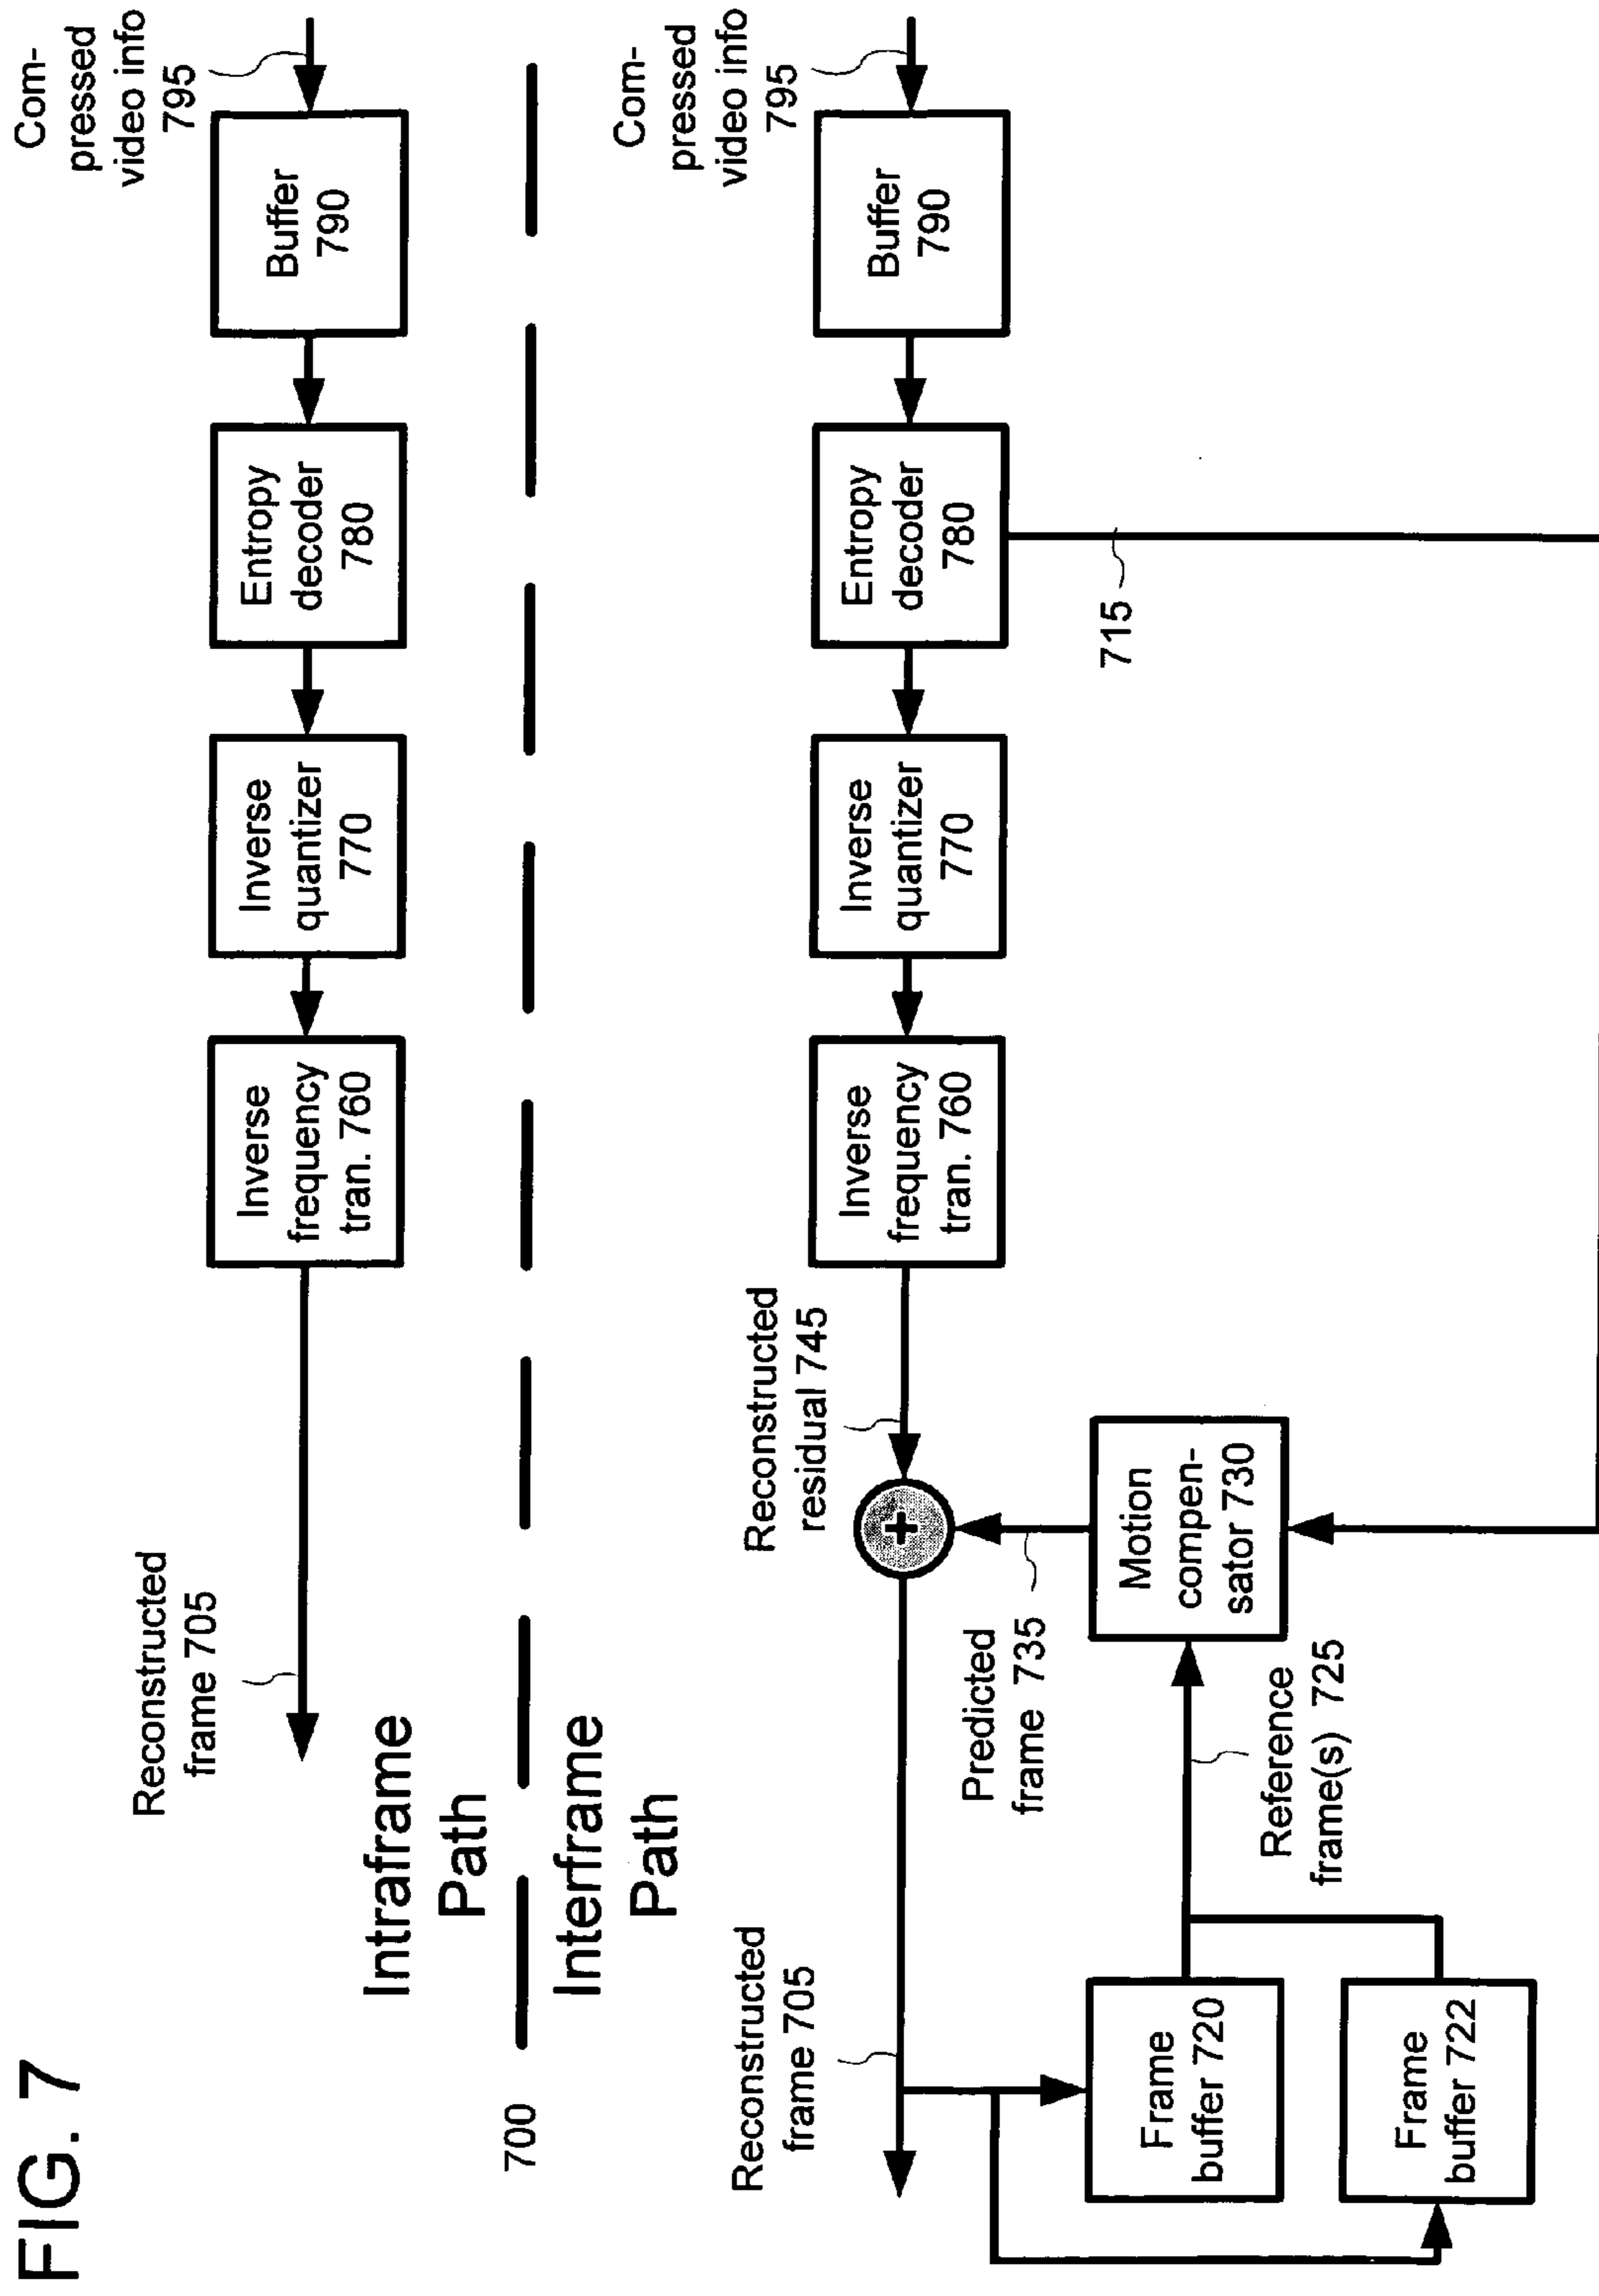 FIG. 7
Reconstructed
frame 705
Inverse
frequency
tran. 760
Inverse
quantizer
770
Entropy
decoder
780
Buffer
790
Com-
pressed
video info
795
Intraframe
Path
700
Interframe
Path
Reconstructed
frame 705
Reconstructed
residual 745
+
Inverse
frequency
tran. 760
Inverse
quantizer
770
Entropy
decoder
780
Buffer
790
Com-
pressed
video info
795
Predicted
frame 735
Motion
compen-
sator 730
715
Frame
buffer 720
Reference
frame(s) 725
Frame
buffer 722